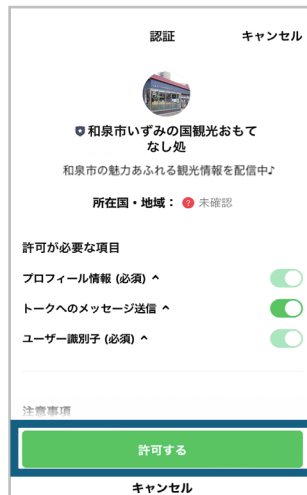 認証
キャンセル
和泉市いずみの国観光おもて
なし処
和泉市の魅力あふれる観光情報を配信中♪
所在国・地域： ? 未確認
許可が必要な項目
プロフィール情報 (必須)
トークへのメッセージ送信
ユーザー識別子 (必須)
注意事項
許可する
キャンセル